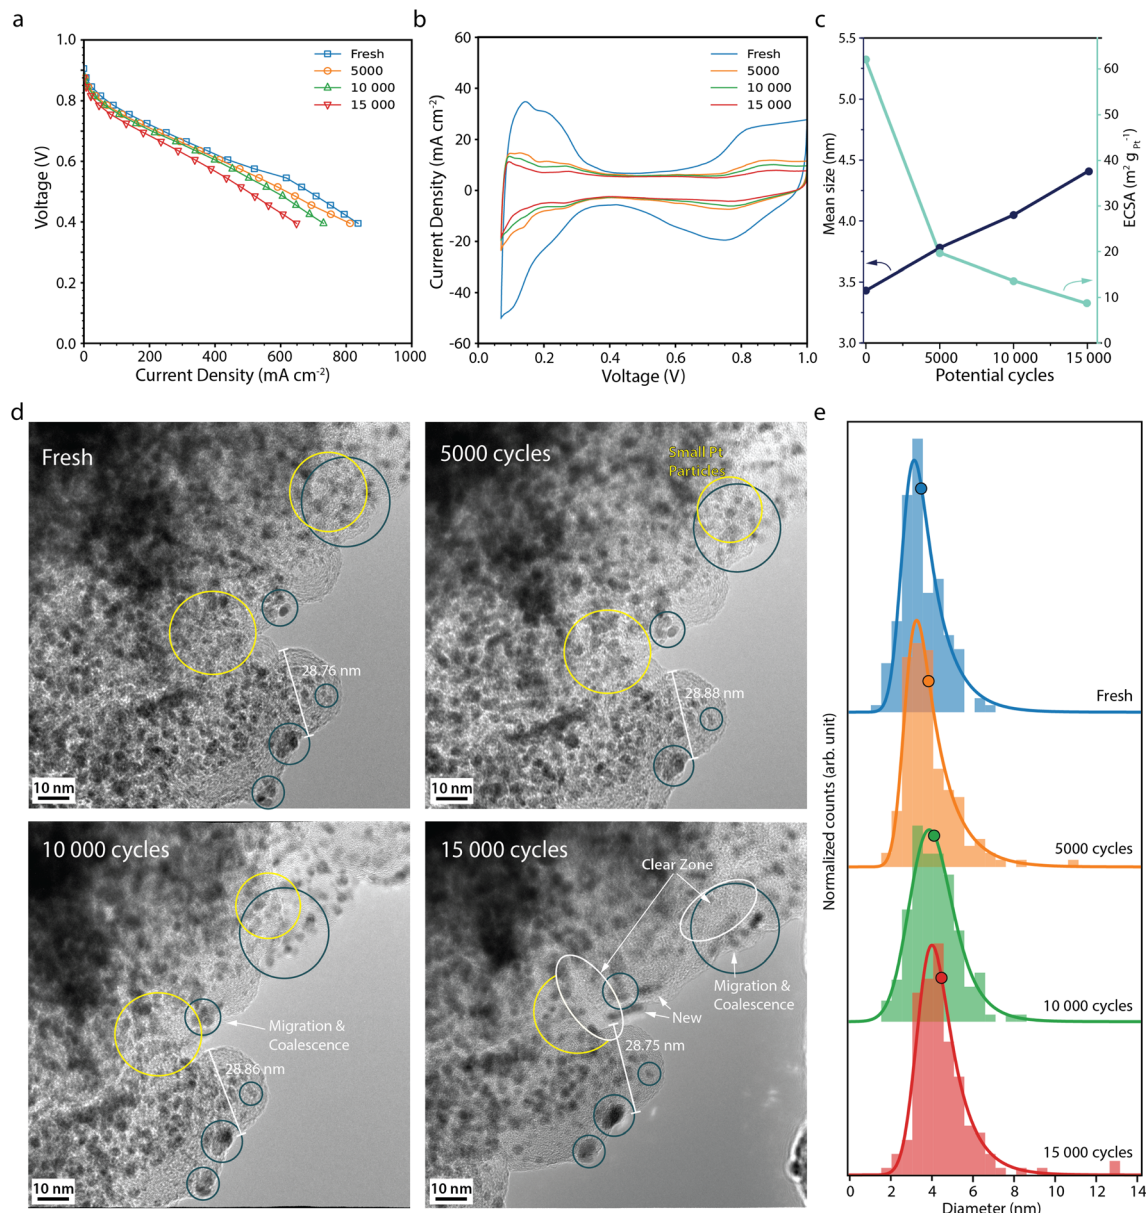 a
1.0
0.8
0.6
0.4
0.2
0.0
Voltage (V)
Fresh
5000
10 000
15 000
0
200
400
600
800
1000
Current Density (mA cm⁻²)
b
60
40
20
0
-20
-40
-60
Current Density (mA cm⁻²)
Fresh
5000
10 000
15 000
0.0
0.2
0.4
0.6
0.8
1.0
Voltage (V)
c
5.5
5.0
4.5
4.0
3.5
3.0
Mean size (nm)
60
50
40
30
20
10
0
ECSA (m² g Pt⁻¹)
0
5000
10 000
15 000
Potential cycles
d
Fresh
28.76 nm
10 nm
5000 cycles
Small Pt
Particles
28.88 nm
10 nm
10 000 cycles
Migration &
Coalescence
28.86 nm
10 nm
15 000 cycles
Clear Zone
Migration &
Coalescence
New
28.75 nm
10 nm
e
Normalized counts (arb. unit)
Fresh
5000 cycles
10 000 cycles
15 000 cycles
0
2
4
6
8
10
12
14
Diameter (nm)